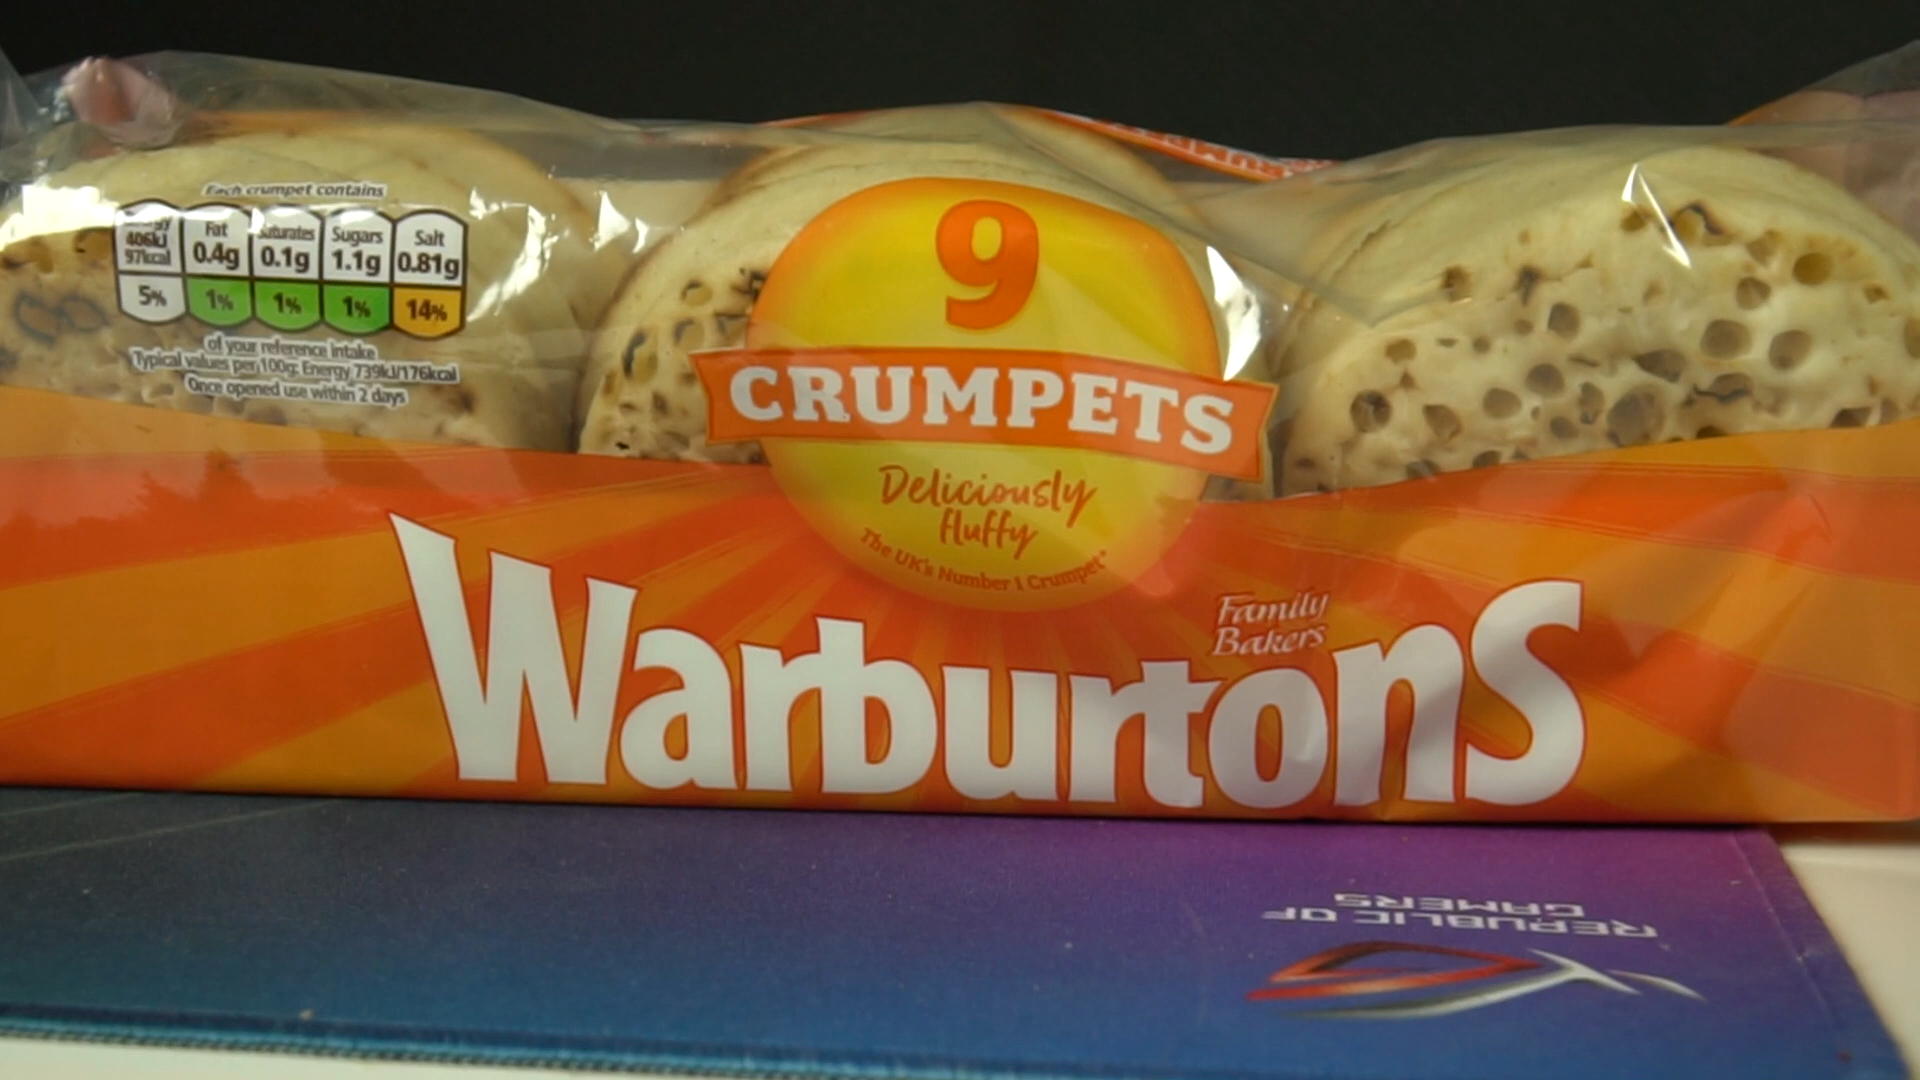 Each crumpet contains
406kJ
97kcal
5%
Fat
0.4g
1%
Saturates
0.1g
1%
Sugars
1.1g
1%
Salt
0.81g
14%
of your reference intake
Typical values per 100g: Energy 739kJ/176kcal
Once opened use within 2 days
9
CRUMPETS
Deliciously
fluffy
The UK's Number 1 Crumpet*
Family
Bakers
Warburtons
REPUBLIC OF
GAMERS